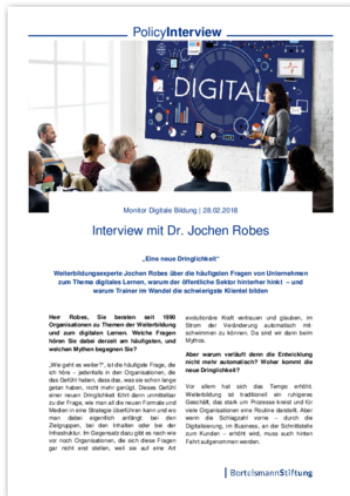 PolicyInterview
DIGITAL
Monitor Digitale Bildung | 28.02.2018
Interview mit Dr. Jochen Robes
„Eine neue Dringlichkeit“
Weiterbildungsexperte Jochen Robes über die häufigsten Fragen von Unternehmen
zum Thema digitales Lernen, warum der öffentliche Sektor hinterher hinkt – und
warum Trainer im Wandel die schwierigste Klientel bilden
Herr Robes, Sie beraten seit 1990
Organisationen zu Themen der Weiterbildung
und zum digitalen Lernen. Welche Fragen
hören Sie dabei derzeit am häufigsten, und
welchen Mythen begegnen Sie?
„Wie geht es weiter?“, ist die häufigste Frage, die
ich höre – jedenfalls in den Organisationen, die
das Gefühl haben, dass das, was sie schon lange
getan haben, nicht mehr genügt. Dieses Gefühl
einer neuen Dringlichkeit führt dann unmittelbar
zu der Frage, wie man all die neuen Formate und
Medien in eine Strategie überführen kann und wo
man dabei eigentlich anfängt: bei den
Zielgruppen, bei den Inhalten oder bei der
Infrastruktur. Im Gegensatz dazu gibt es nach wie
vor noch Organisationen, die sich diese Fragen
gar nicht erst stellen, weil sie auf eine Art
evolutionäre Kraft vertrauen und glauben, im
Strom der Veränderung automatisch mit-
schwimmen zu können. Da sind wir dann beim
Mythos.
Aber warum verläuft denn die Entwicklung
nicht mehr automatisch? Woher kommt die
neue Dringlichkeit?
Vor allem hat sich das Tempo erhöht.
Weiterbildung ist traditionell ein ruhigeres
Geschäft, das stark um Prozesse kreist und für
viele Organisationen eine Routine darstellt. Aber
wenn die Schlagzahl vorne – durch die
Digitalisierung, im Business, an der Schnittstelle
zum Kunden – erhöht wird, muss auch hinten
Fahrt aufgenommen werden.
BertelsmannStiftung